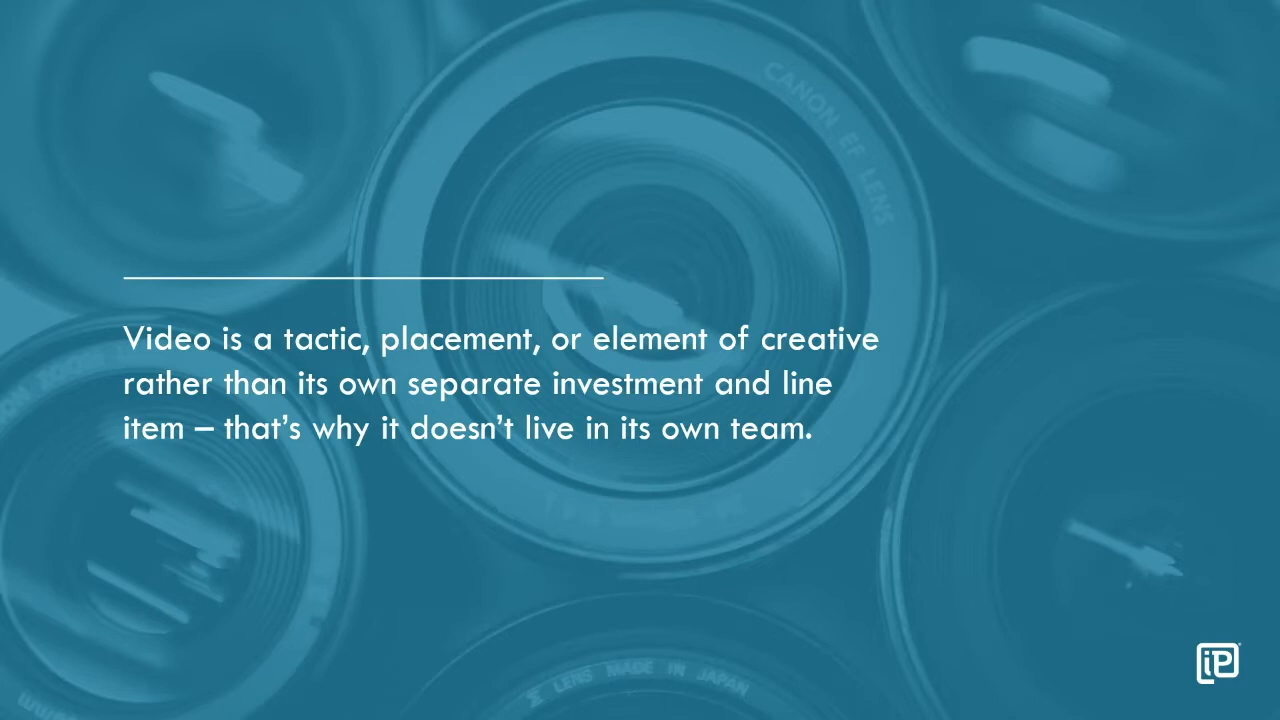 CANON EF LENS
Video is a tactic, placement, or element of creative
rather than its own separate investment and line
item – that’s why it doesn’t live in its own team.
LENS MADE IN JAPAN
iP